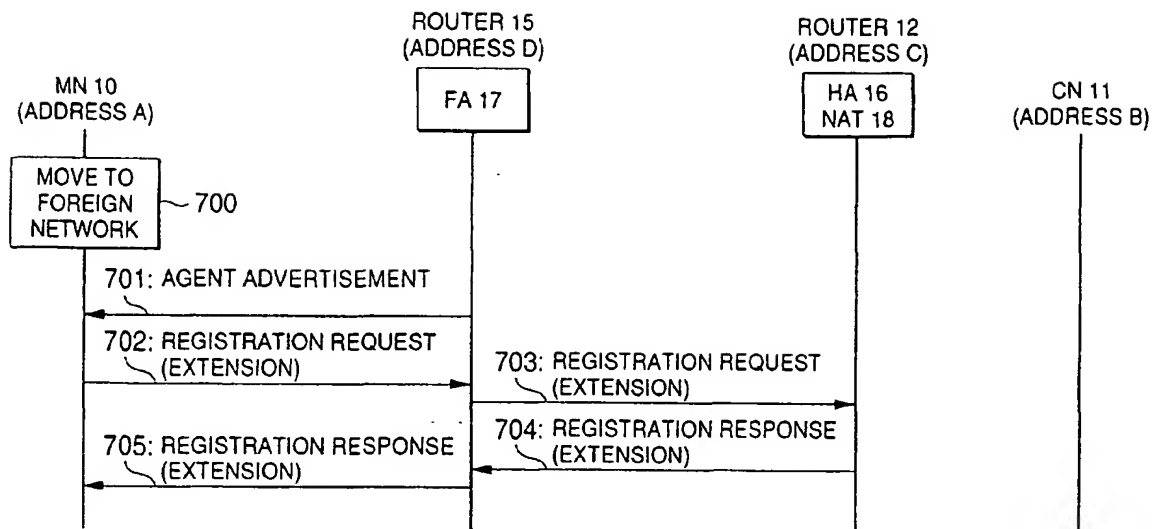 MN 10
(ADDRESS A)
ROUTER 15
(ADDRESS D)
FA 17
ROUTER 12
(ADDRESS C)
HA 16
NAT 18
CN 11
(ADDRESS B)
MOVE TO
FOREIGN
NETWORK
700
701: AGENT ADVERTISEMENT
702: REGISTRATION REQUEST
(EXTENSION)
703: REGISTRATION REQUEST
(EXTENSION)
704: REGISTRATION RESPONSE
(EXTENSION)
705: REGISTRATION RESPONSE
(EXTENSION)